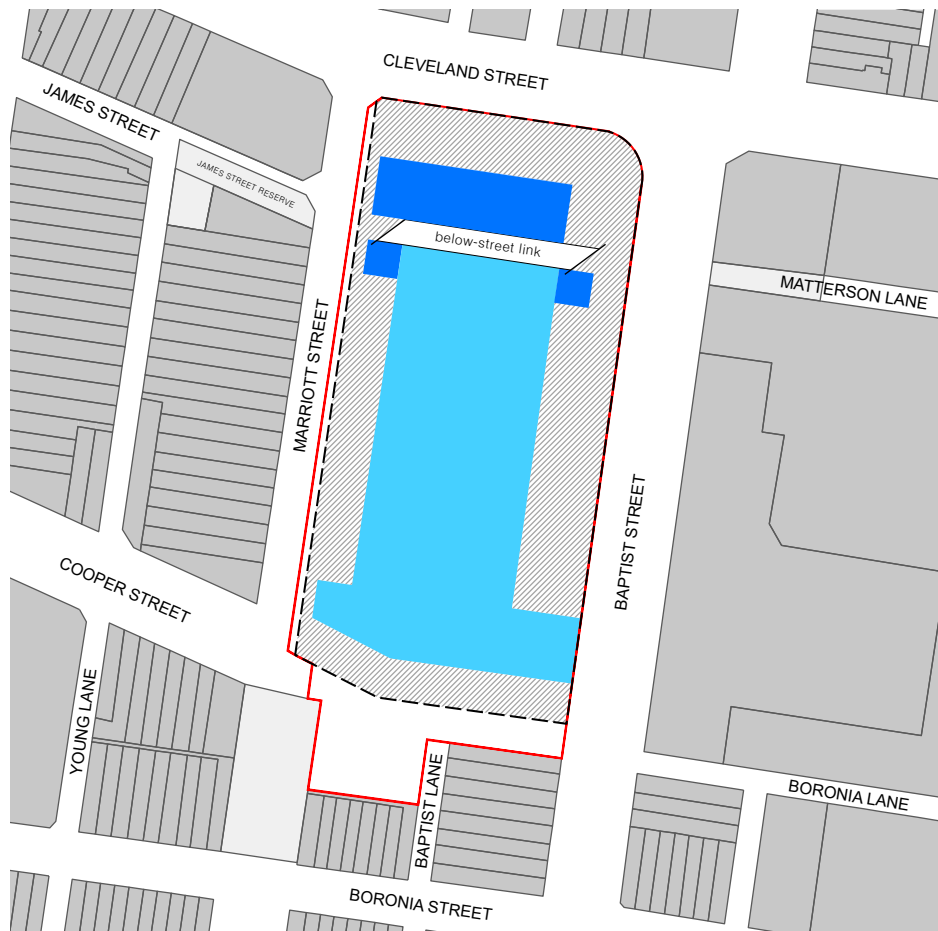 CLEVELAND STREET
JAMES STREET
JAMES STREET RESERVE
below-street link
MATTERSON LANE
MARRIOTT STREET
BAPTIST STREET
COOPER STREET
YOUNG LANE
BAPTIST LANE
BORONIA LANE
BORONIA STREET